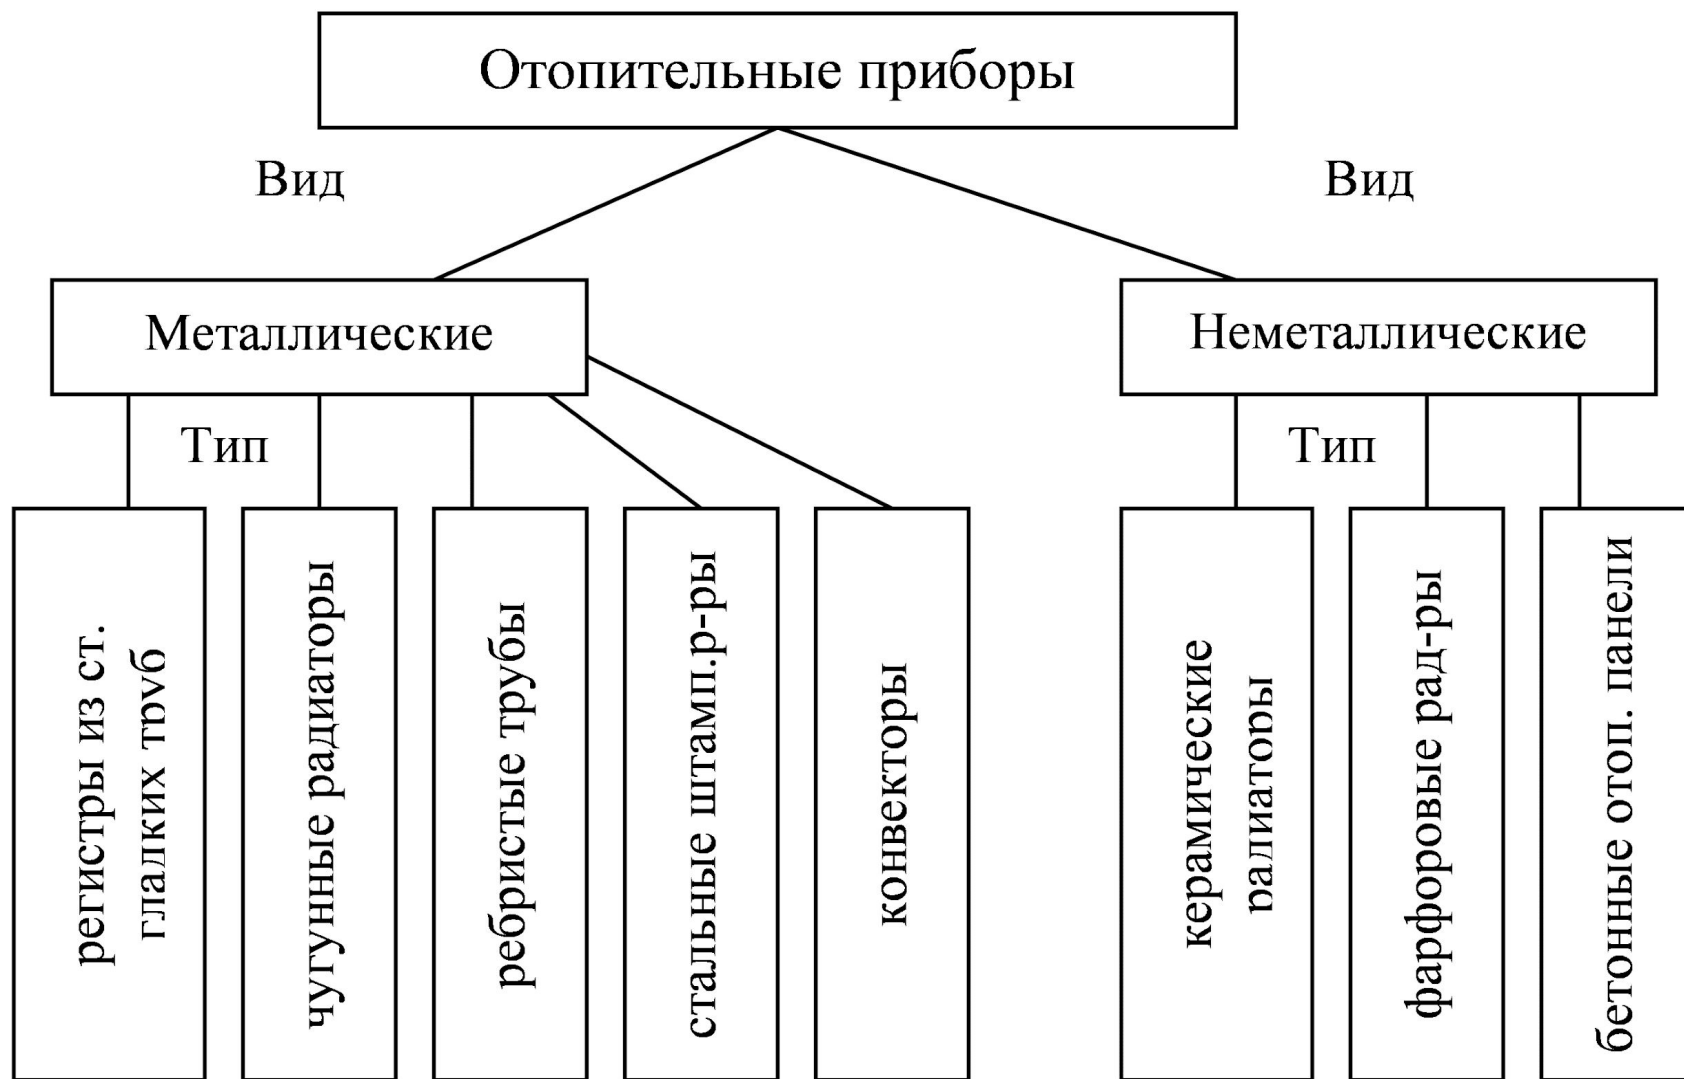 Отопительные приборы
Вид
Вид
Металлические
Неметаллические
Тип
Тип
регистры из ст.
гладких труб
чугунные радиаторы
ребристые трубы
стальные штамп.р-ры
конвекторы
керамические
радиаторы
фарфоровые рад-ры
бетонные отоп. панели